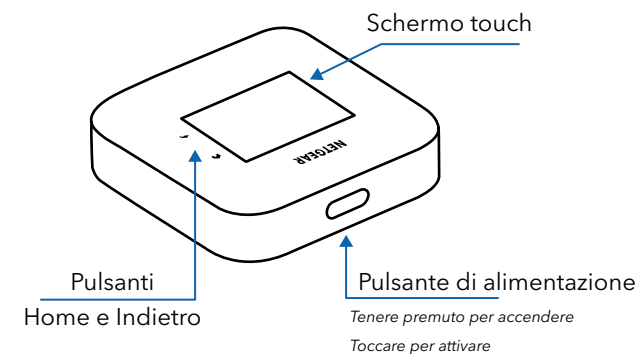 Schermo touch
NETGEAR
Pulsanti
Home e Indietro
Pulsante di alimentazione
Tenere premuto per accendere
Toccare per attivare